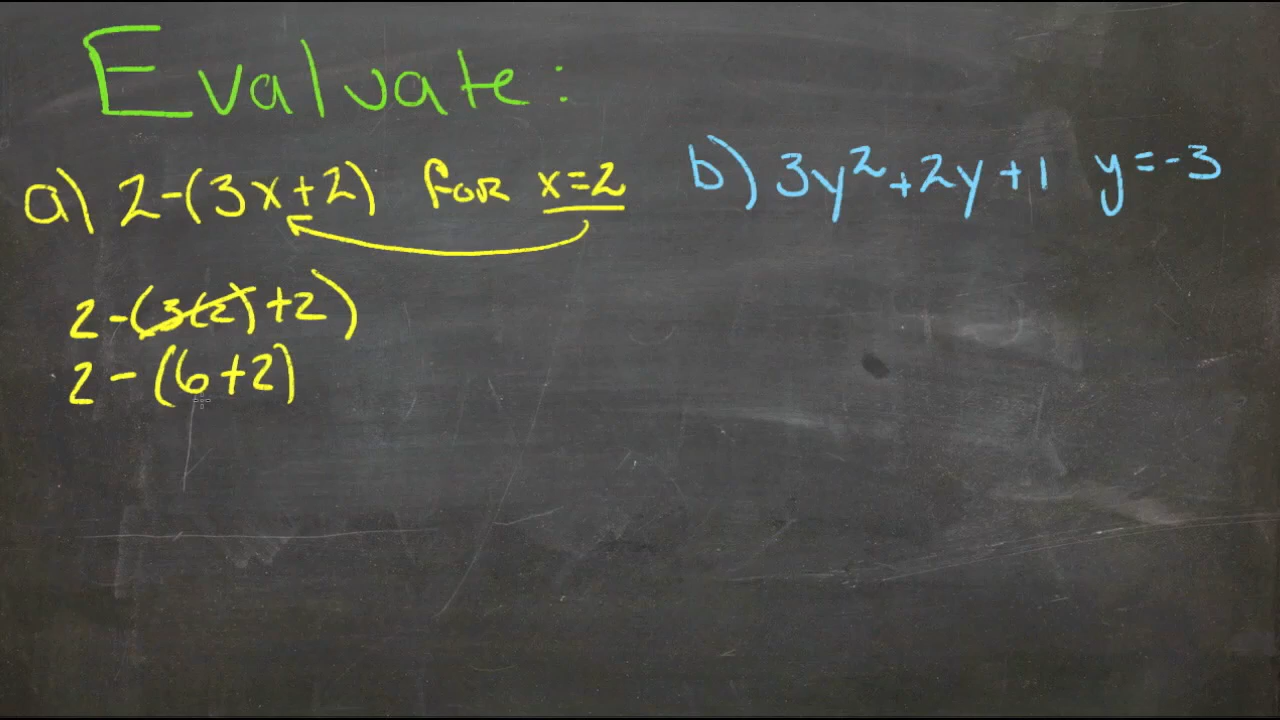 Evaluate:
a) 2-(3x+2) for x=2
2-(3(2)+2)
2-(6+2)
b) 3y²+2y+1 y=-3